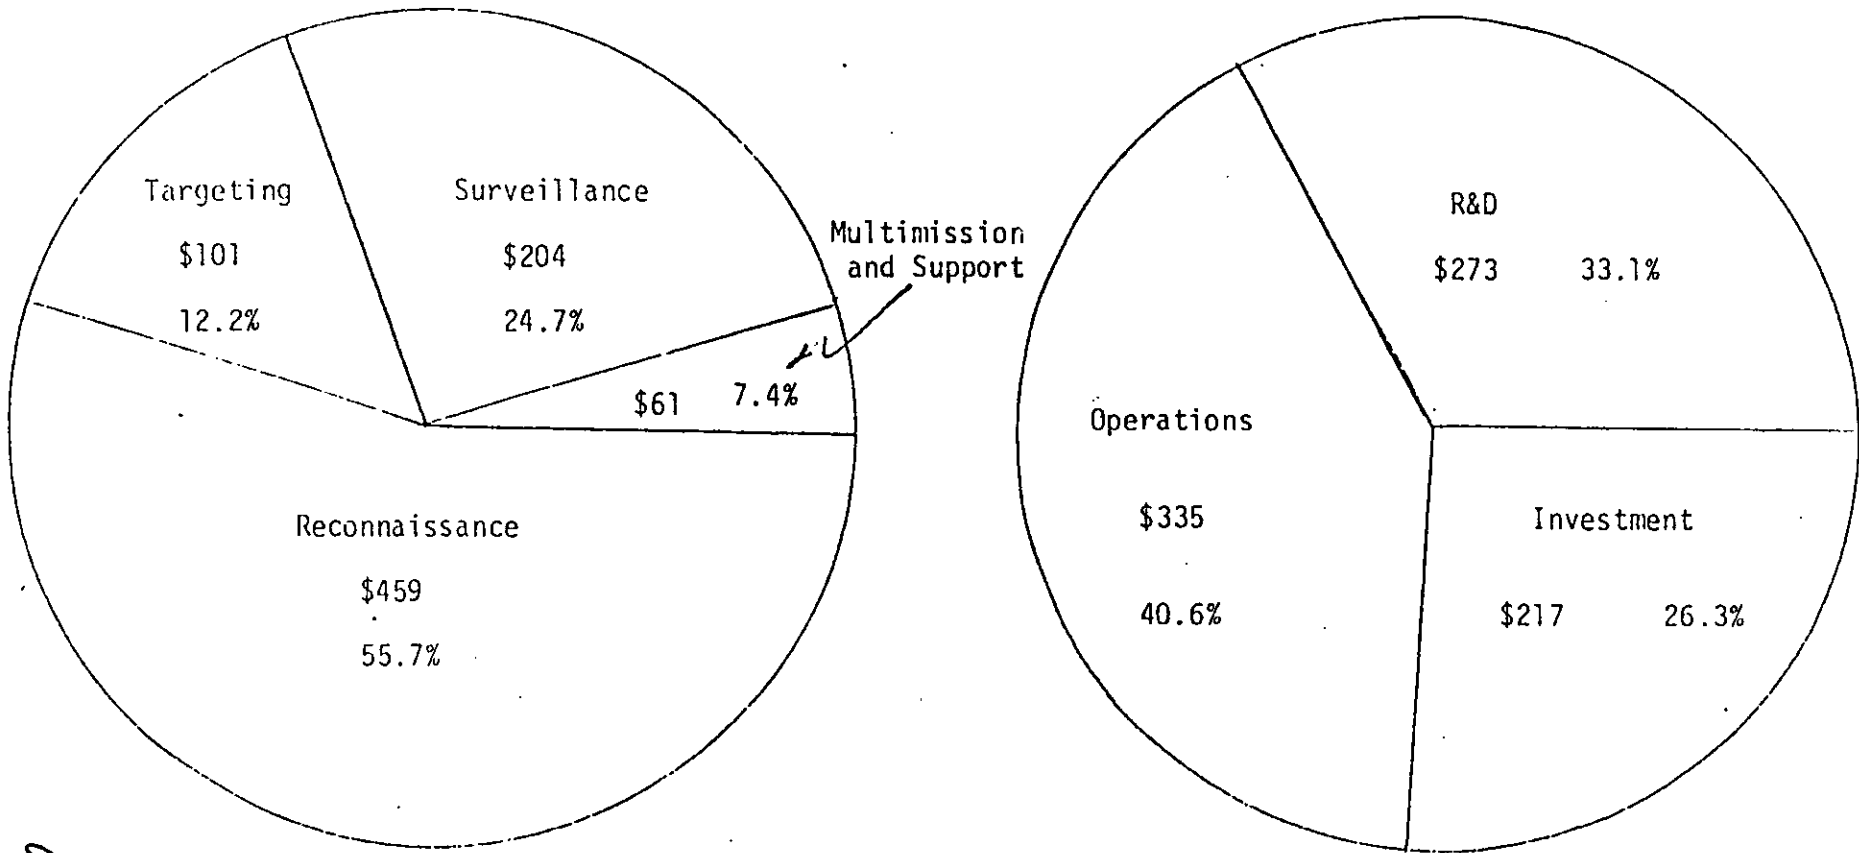 Targeting
$101
12.2%
Surveillance
$204
24.7%
Multimission
and Support
$61 7.4%
Reconnaissance
$459
55.7%
R&D
$273 33.1%
Operations
$335
40.6%
Investment
$217 26.3%